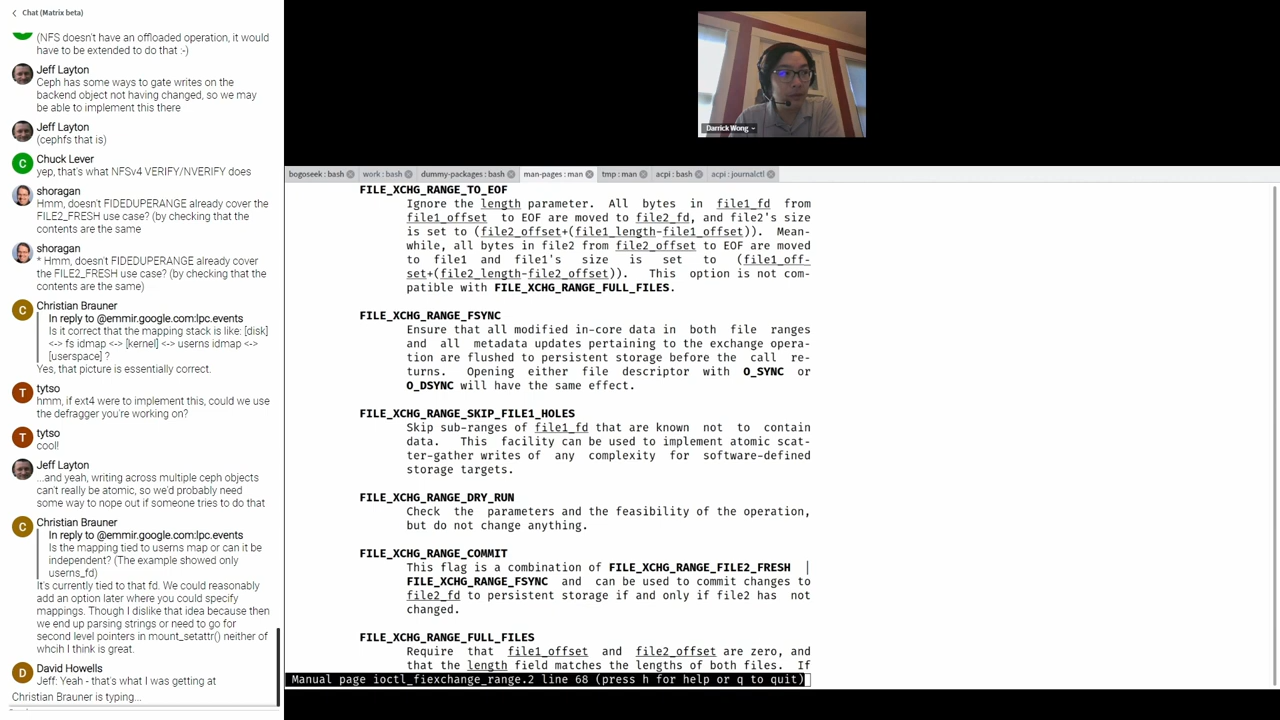 Chat (Matrix beta)
(NFS doesn't have an offloaded operation, it would
have to be extended to do that :-)
Jeff Layton
Ceph has some ways to gate writes on the
backend object not having changed, so we may
be able to implement this there
Jeff Layton
(cephfs that is)
C
Chuck Lever
yep, that's what NFSv4 VERIFY/NVERIFY does
shoragan
Hmm, doesn't FIDEDUPERANGE already cover the
FILE2_FRESH use case? (by checking that the
contents are the same
shoragan
* Hmm, doesn't FIDEDUPERANGE already cover the
FILE2_FRESH use case? (by checking that the
contents are the same)
C
Christian Brauner
In reply to @emmir.google.com:lpc.events
Is it correct that the mapping stack is like: [disk]
<-> fs idmap <-> [kernel] <-> userns idmap <->
[userspace] ?
Yes, that picture is essentially correct.
T
tytso
hmm, if ext4 were to implement this, could we use
the defragger you're working on?
T
tytso
cool!
Jeff Layton
...and yeah, writing across multiple ceph objects
can't really be atomic, so we'd probably need
some way to nope out if someone tries to do that
C
Christian Brauner
In reply to @emmir.google.com:lpc.events
Is the mapping tied to userns map or can it be
independent? (The example showed only
userns_fd)
It's currently tied to that fd. We could reasonably
add an option later where you could specify
mappings. Though I dislike that idea because then
we end up parsing strings or need to go for
second level pointers in mount_setattr() neither of
whcih I think is great.
D
David Howells
Jeff: Yeah - that's what I was getting at
Christian Brauner is typing...
Darrick Wong
bogoseek : bash
work : bash
dummy-packages : bash
man-pages : man
tmp : man
acpi : bash
acpi : journalctl
FILE_XCHG_RANGE_TO_EOF
Ignore the length parameter. All bytes in file1_fd from
file1_offset to EOF are moved to file2_fd, and file2's size
is set to (file2_offset+(file1_length-file1_offset)). Mean-
while, all bytes in file2 from file2_offset to EOF are moved
to file1 and file1's size is set to (file1_off-
set+(file2_length-file2_offset)). This option is not com-
patible with FILE_XCHG_RANGE_FULL_FILES.
FILE_XCHG_RANGE_FSYNC
Ensure that all modified in-core data in both file ranges
and all metadata updates pertaining to the exchange opera-
tion are flushed to persistent storage before the call re-
turns. Opening either file descriptor with O_SYNC or
O_DSYNC will have the same effect.
FILE_XCHG_RANGE_SKIP_FILE1_HOLES
Skip sub-ranges of file1_fd that are known not to contain
data. This facility can be used to implement atomic scat-
ter-gather writes of any complexity for software-defined
storage targets.
FILE_XCHG_RANGE_DRY_RUN
Check the parameters and the feasibility of the operation,
but do not change anything.
FILE_XCHG_RANGE_COMMIT
This flag is a combination of FILE_XCHG_RANGE_FILE2_FRESH |
FILE_XCHG_RANGE_FSYNC and can be used to commit changes to
file2_fd to persistent storage if and only if file2 has not
changed.
FILE_XCHG_RANGE_FULL_FILES
Require that file1_offset and file2_offset are zero, and
that the length field matches the lengths of both files. If
Manual page ioctl_fiexchange_range.2 line 68 (press h for help or q to quit)